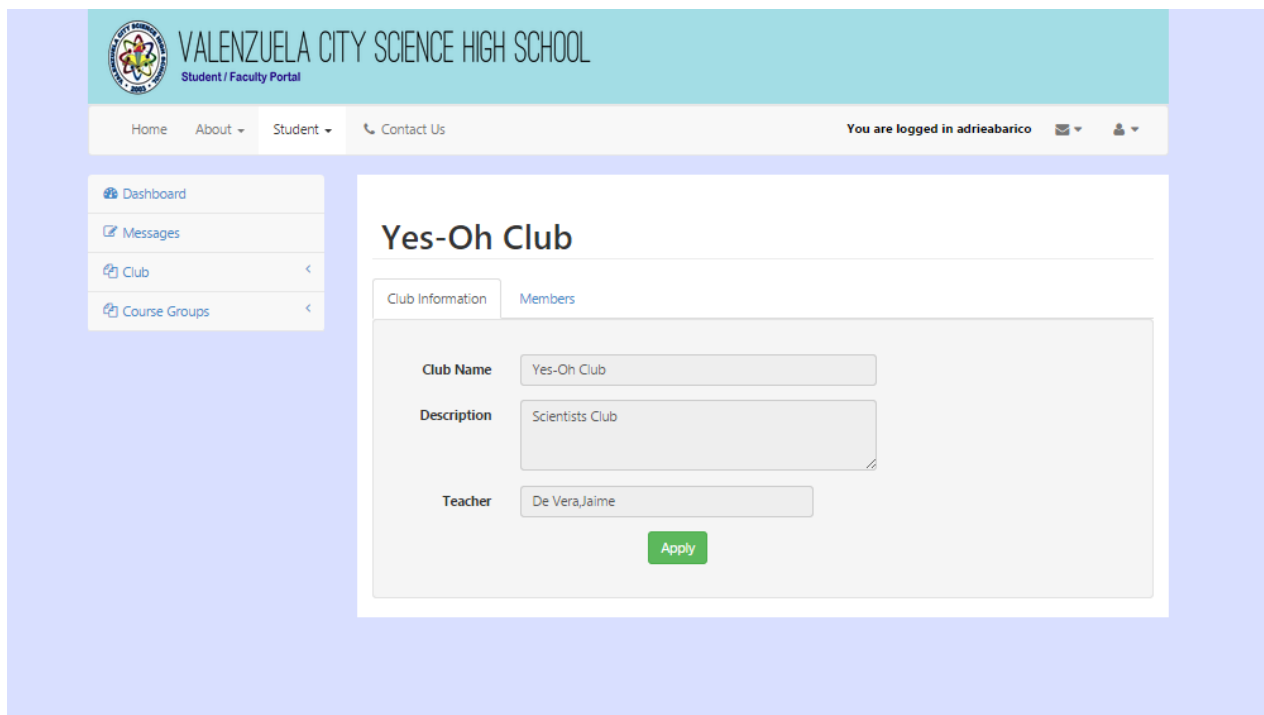 VALENZUELA CITY SCIENCE HIGH SCHOOL
Student / Faculty Portal
Home About Student Contact Us You are logged in adrieabarico
Dashboard
Messages
Club
Course Groups
Yes-Oh Club
Club Information Members
Club Name Yes-Oh Club
Description Scientists Club
Teacher De Vera,Jaime
Apply